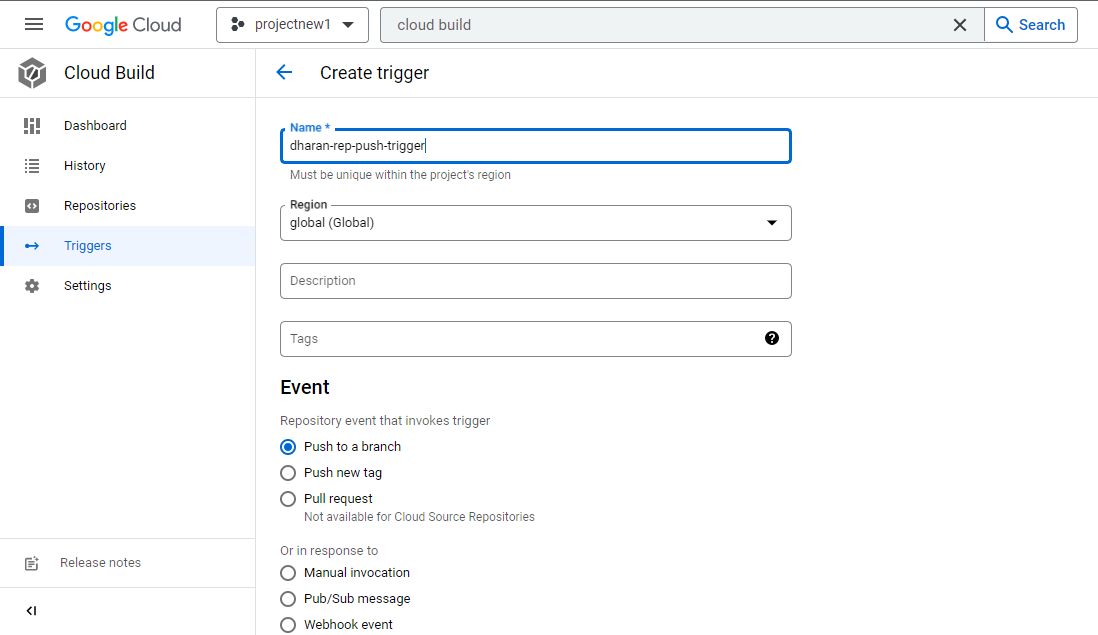 Google Cloud
projectnew1
cloud build
Search
Cloud Build
Create trigger
Dashboard
History
Repositories
Triggers
Settings
Release notes
Name *
dharan-rep-push-trigger
Must be unique within the project's region
Region
global (Global)
Description
Tags
Event
Repository event that invokes trigger
Push to a branch
Push new tag
Pull request
Not available for Cloud Source Repositories
Or in response to
Manual invocation
Pub/Sub message
Webhook event